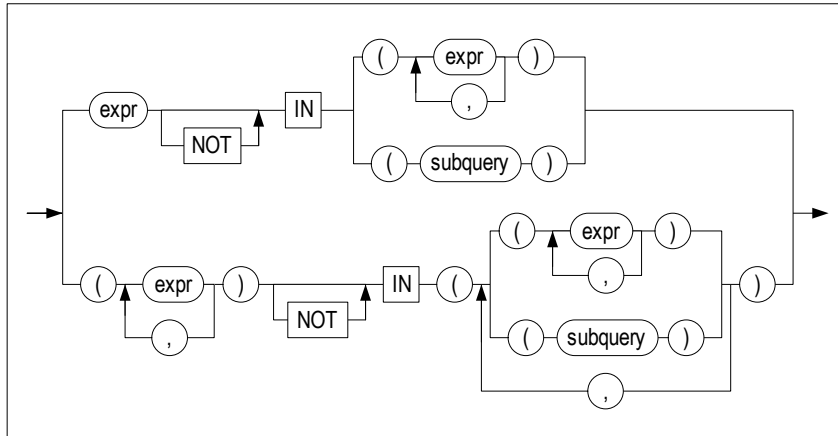 ( expr )
,
expr NOT IN
( subquery )
( expr )
,
( expr ) NOT IN ( )
,
( subquery )
,